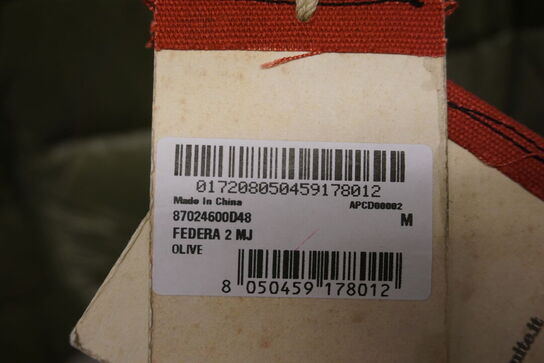 017208050459178012
Made In China APCD00002
87024600D48 M
FEDERA 2 MJ
OLIVE
8 050459 178012